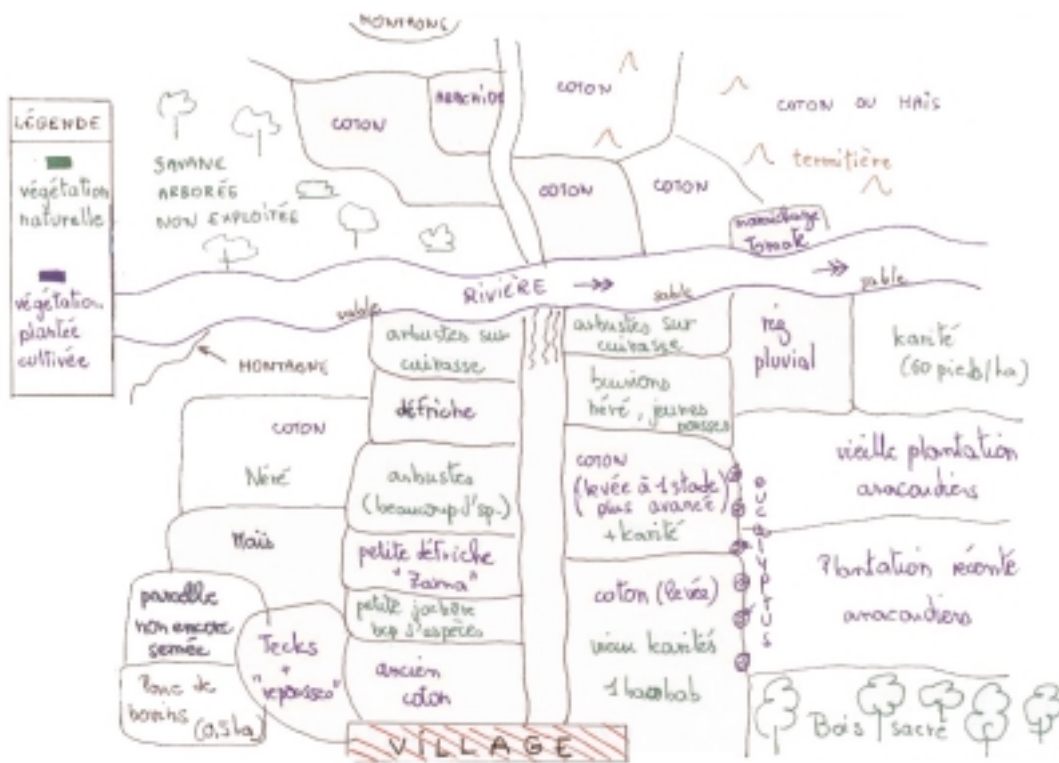 MONTAGNE
LÉGENDE
végétation
naturelle
végétation
plantée
cultivée
SAVANE
ARBORÉE
NON EXPLOITÉE
COTON
ARACHIDE
COTON
COTON OU MAÏS
termitière
COTON
COTON
maraîchage
Tomate
RIVIÈRE
sable
sable
sable
MONTAGNE
arbustes sur
cuirasse
défriche
arbustes
(beaucoup d'sp.)
petite défriche
petite jachère
bcp d'espèces
ancien
coton
COTON
Néré
Maïs
parcelle
non encore
semée
Parc de
bovins
(0,5 ha)
Tecks
+
arbustes sur
cuirasse
buissons
néré, jeunes
pousses
coton
(levée à 1 stade
plus avancé)
+ karité
coton (levée)
vieux karités
1 baobab
riz
pluvial
karité
(60 pieds/ha)
vieille plantation
anacardiers
eucalyptus
Plantation récente
anacardiers
Bois sacré
VILLAGE